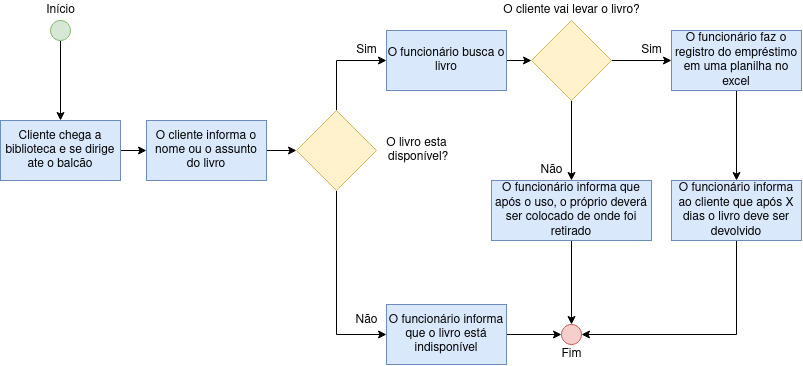 Início
Cliente chega a
biblioteca e se dirige
ate o balcão
O cliente informa o
nome ou o assunto
do livro
O livro esta
disponível?
Sim
O funcionário busca o
livro
O cliente vai levar o livro?
Sim
O funcionário faz o
registro do empréstimo
em uma planilha no
excel
O funcionário informa
ao cliente que após X
dias o livro deve ser
devolvido
Não
O funcionário informa que
após o uso, o próprio deverá
ser colocado de onde foi
retirado
Não
O funcionário informa
que o livro está
indisponível
Fim